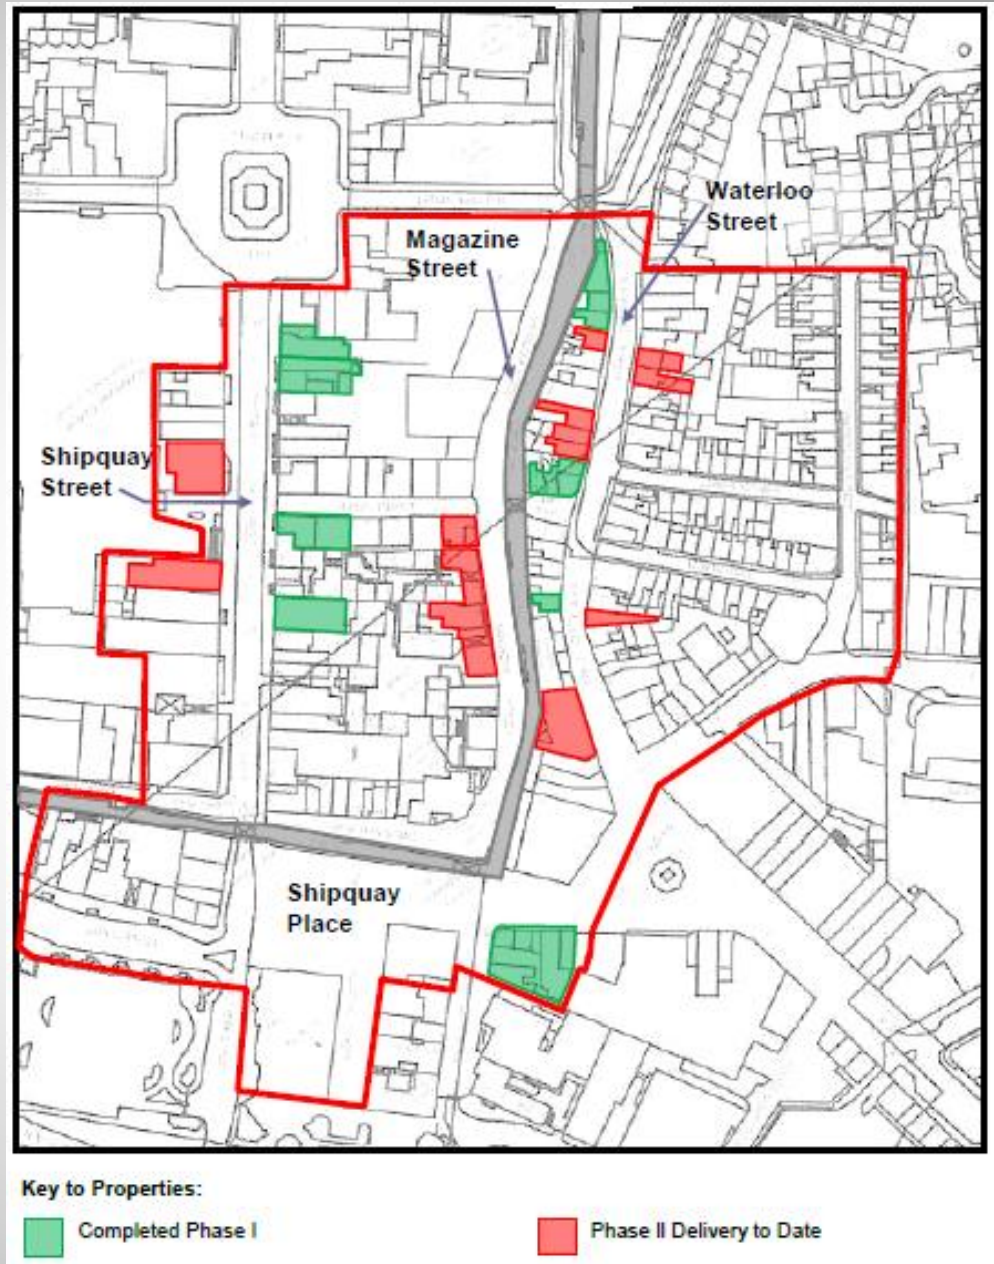 Waterloo
Street
Magazine
Street
Shipquay
Street
Shipquay
Place
Key to Properties:
Completed Phase I
Phase II Delivery to Date